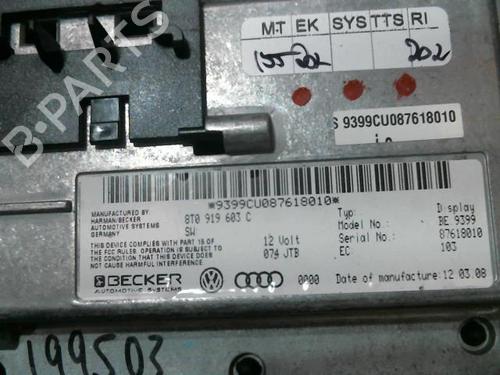 M.T EK SYS TTS RI
202
S 9399CU087618010
*9399CU087618010*
MANUFACTURED BY
HARMAN/BECKER
AUTOMOTIVE SYSTEMS
GERMANY
8T0 919 603 C
SW:
Typ: Display
Model No.: BE 9399
THIS DEVICE COMPLIES WITH PART 15 OF
THE FCC RULES. OPERATION IS SUBJECT TO
THE CONDITION THAT THIS DEVICE DOES
NOT CAUSE HARMFUL INTERFERENCE.
12 Volt
Serial No.: 87618010
074 JTB
EC 103
BECKER
AUTOMOTIVE SYSTEMS
0000
Date of manufacture: 12.03.08
199503
B-PARTS